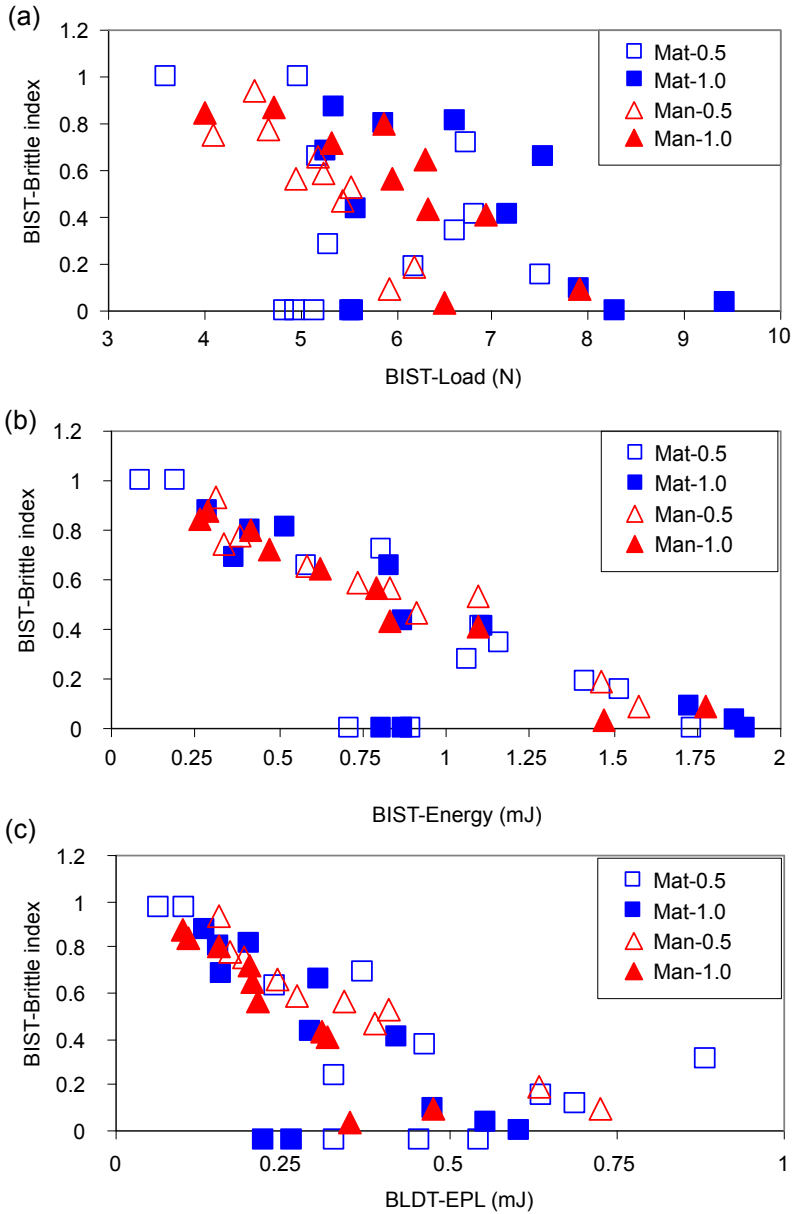 (a)
1.2
1
0.8
0.6
0.4
0.2
0
BIST-Brittle index
Mat-0.5
Mat-1.0
Man-0.5
Man-1.0
3 4 5 6 7 8 9 10
BIST-Load (N)
(b)
1.2
1
0.8
0.6
0.4
0.2
0
BIST-Brittle index
Mat-0.5
Mat-1.0
Man-0.5
Man-1.0
0 0.25 0.5 0.75 1 1.25 1.5 1.75 2
BIST-Energy (mJ)
(c)
1.2
1
0.8
0.6
0.4
0.2
0
BIST-Brittle index
Mat-0.5
Mat-1.0
Man-0.5
Man-1.0
0 0.25 0.5 0.75 1
BLDT-EPL (mJ)